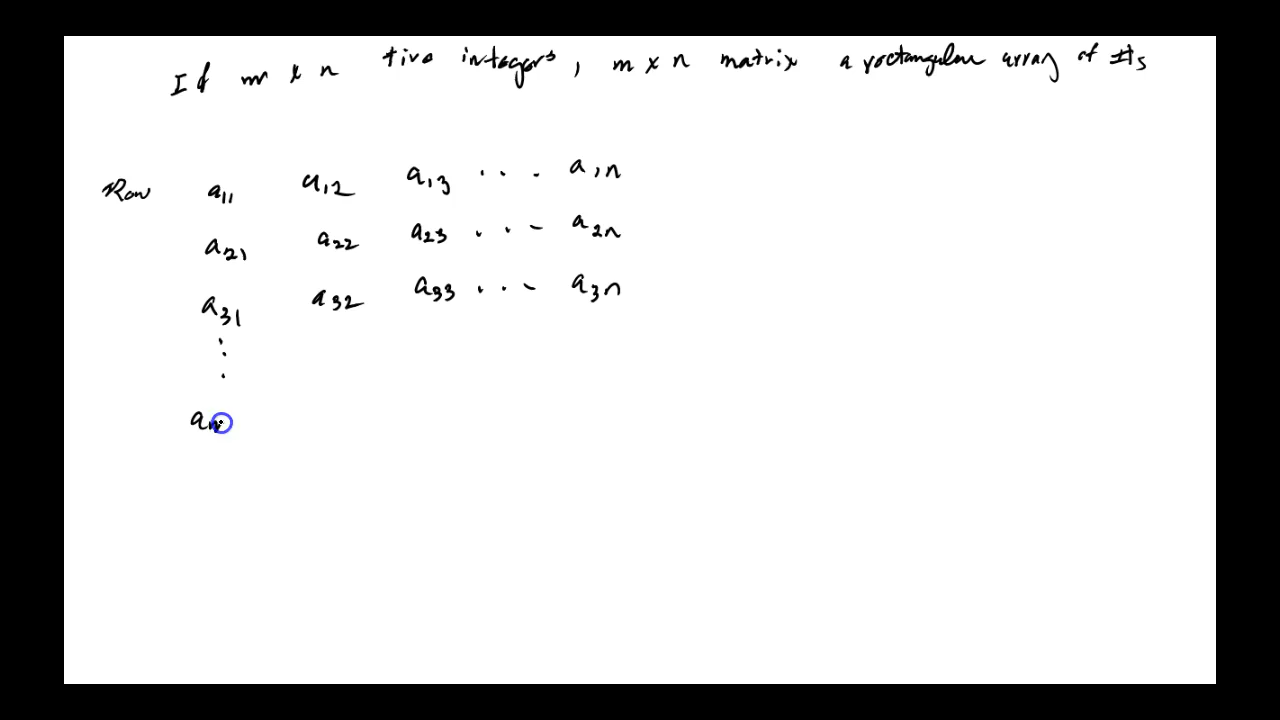 If m & n +ive integers, m x n matrix a rectangular array of #s
Row a11 a12 a13 ... a1n
a21 a22 a23 ... a2n
a31 a32 a33 ... a3n
⋮
a